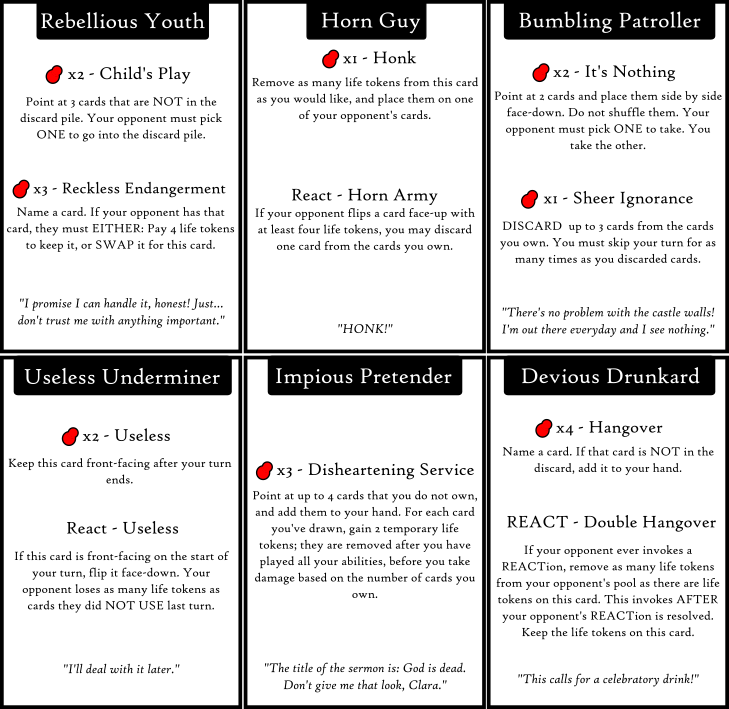 Rebellious Youth
x2 - Child's Play
Point at 3 cards that are NOT in the
discard pile. Your opponent must pick
ONE to go into the discard pile.
x3 - Reckless Endangerment
Name a card. If your opponent has that
card, they must EITHER: Pay 4 life tokens
to keep it, or SWAP it for this card.
"I promise I can handle it, honest! Just...
don't trust me with anything important."
Horn Guy
x1 - Honk
Remove as many life tokens from this card
as you would like, and place them on one
of your opponent's cards.
React - Horn Army
If your opponent flips a card face-up with
at least four life tokens, you may discard
one card from the cards you own.
"HONK!"
Bumbling Patroller
x2 - It's Nothing
Point at 2 cards and place them side by side
face-down. Do not shuffle them. Your
opponent must pick ONE to take. You
take the other.
x1 - Sheer Ignorance
DISCARD up to 3 cards from the cards
you own. You must skip your turn for as
many times as you discarded cards.
"There's no problem with the castle walls!
I'm out there everyday and I see nothing."
Useless Underminer
x2 - Useless
Keep this card front-facing after your turn
ends.
React - Useless
If this card is front-facing on the start of
your turn, flip it face-down. Your
opponent loses as many life tokens as
cards they did NOT USE last turn.
"I'll deal with it later."
Impious Pretender
x3 - Disheartening Service
Point at up to 4 cards that you do not own,
and add them to your hand. For each card
you've drawn, gain 2 temporary life
tokens; they are removed after you have
played all your abilities, before you take
damage based on the number of cards you
own.
"The title of the sermon is: God is dead.
Don't give me that look, Clara."
Devious Drunkard
x4 - Hangover
Name a card. If that card is NOT in the
discard, add it to your hand.
REACT - Double Hangover
If your opponent ever invokes a
REACTion, remove as many life tokens
from your opponent's pool as there are life
tokens on this card. This invokes AFTER
your opponent's REACTion is resolved.
Keep the life tokens on this card.
"This calls for a celebratory drink!"